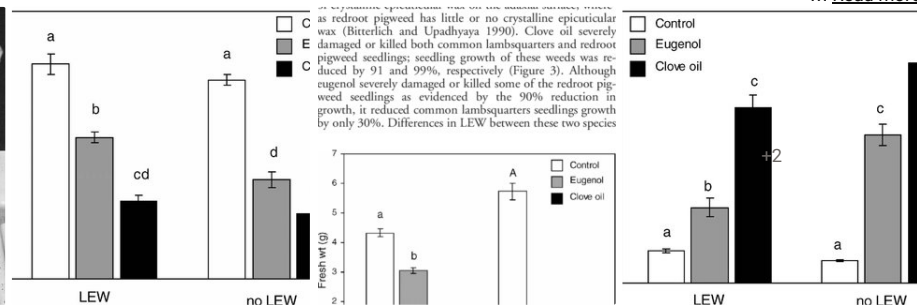 Read more
a
a
b
cd
d
LEW
no LEW
as redroot pigweed has little or no crystalline epicuticular
wax (Bitterlich and Upadhyaya 1990). Clove oil severely
damaged or killed both common lambsquarters and redroot
pigweed seedlings; seedling growth of these weeds was re-
duced by 91 and 99%, respectively (Figure 3). Although
eugenol severely damaged or killed some of the redroot pig-
weed seedlings as evidenced by the 90% reduction in
growth, it reduced common lambsquarters seedlings growth
by only 30%. Differences in LEW between these two species
7
6
5
4
3
2
Fresh wt (g)
Control
Eugenol
Clove oil
a
b
A
Control
Eugenol
Clove oil
c
c
b
a
a
+2
LEW
no LEW